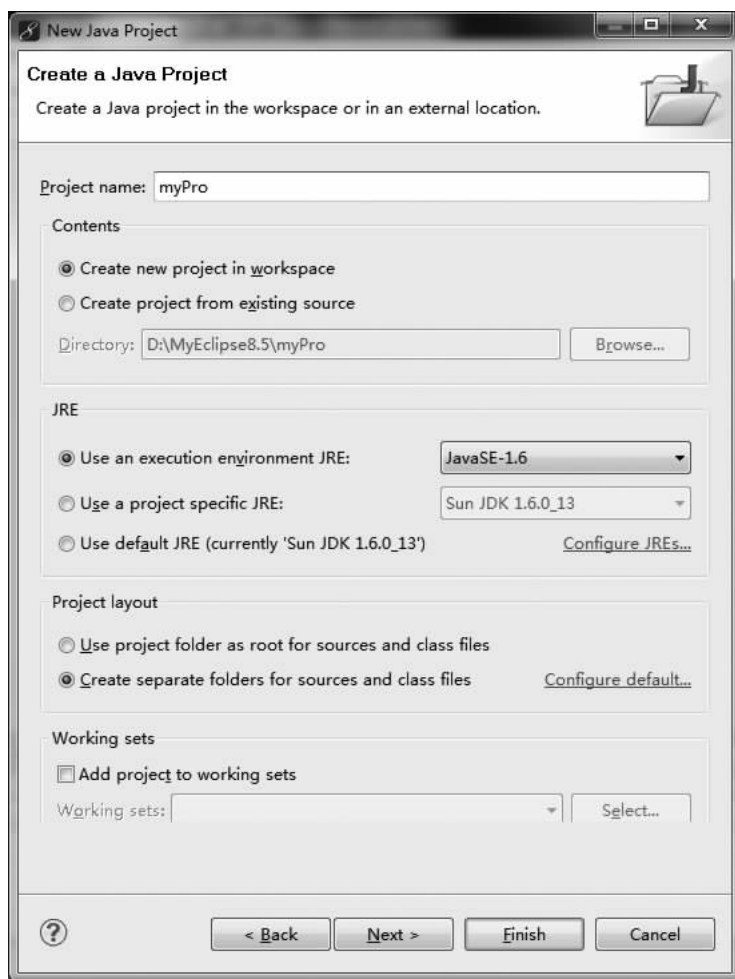 New Java Project
Create a Java Project
Create a Java project in the workspace or in an external location.
Project name: myPro
Contents
Create new project in workspace
Create project from existing source
Directory: D:\MyEclipse8.5\myPro Browse...
JRE
Use an execution environment JRE: JavaSE-1.6
Use a project specific JRE: Sun JDK 1.6.0_13
Use default JRE (currently 'Sun JDK 1.6.0_13') Configure JREs...
Project layout
Use project folder as root for sources and class files
Create separate folders for sources and class files Configure default...
Working sets
Add project to working sets
Working sets: Select...
? < Back Next > Finish Cancel